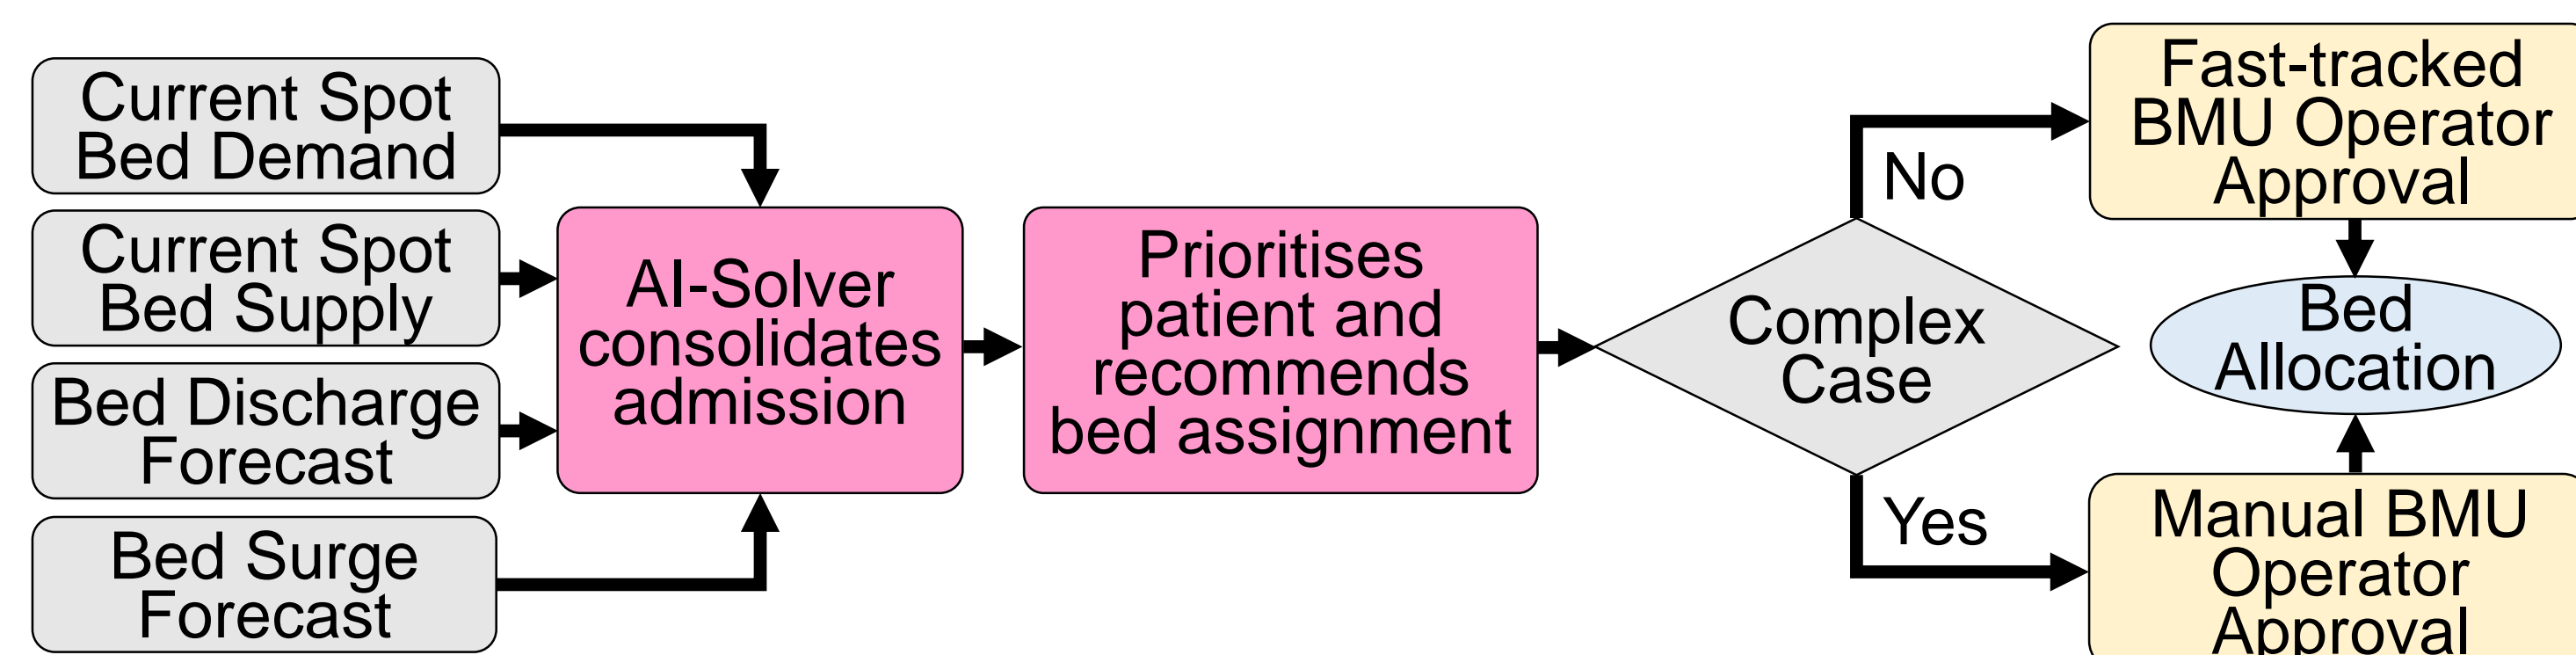 Current Spot
Bed Demand
Current Spot
Bed Supply
Bed Discharge
Forecast
Bed Surge
Forecast
AI-Solver
consolidates
admission
Prioritises
patient and
recommends
bed assignment
Complex
Case
No
Yes
Fast-tracked
BMU Operator
Approval
Bed
Allocation
Manual BMU
Operator
Approval